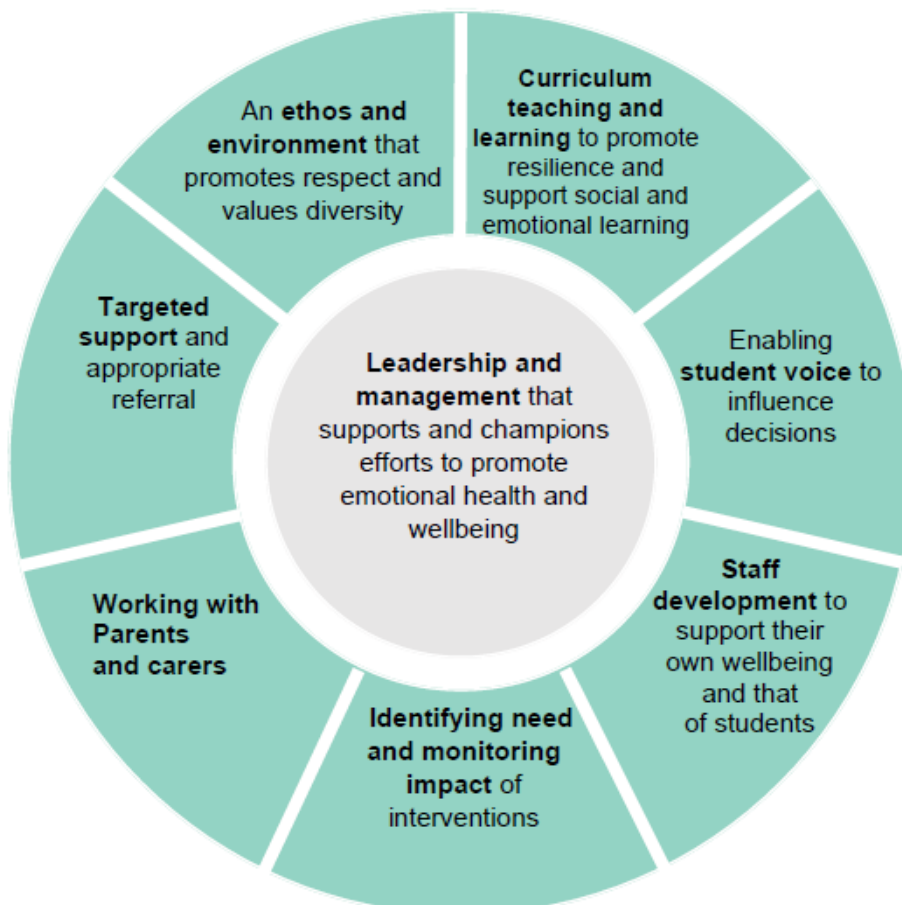 An ethos and
environment that
promotes respect and
values diversity
Curriculum
teaching and
learning to promote
resilience and
support social and
emotional learning
Enabling
student voice to
influence
decisions
Staff
development to
support their
own wellbeing
and that
of students
Identifying need
and monitoring
impact of
interventions
Working with
Parents
and carers
Targeted
support and
appropriate
referral
Leadership and
management that
supports and champions
efforts to promote
emotional health and
wellbeing